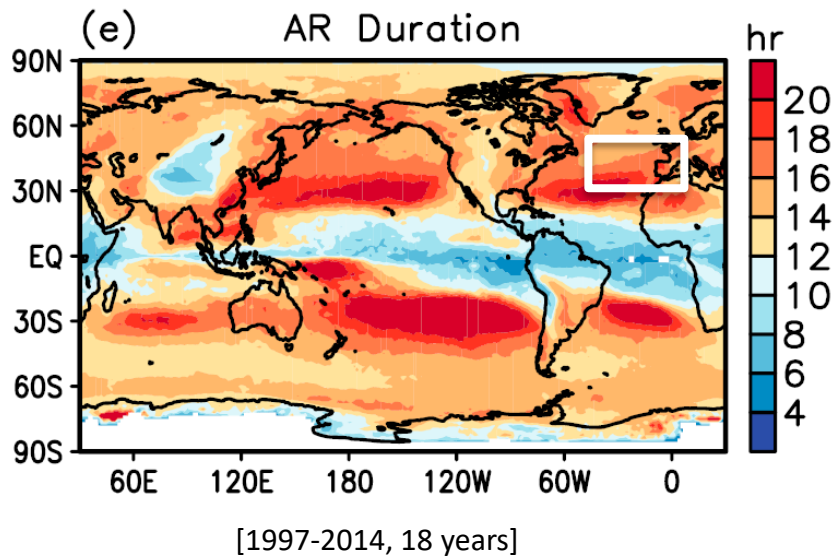 (e) AR Duration
hr
90N
60N
30N
EQ
30S
60S
90S
60E 120E 180 120W 60W 0
20
18
16
14
12
10
8
6
4
[1997-2014, 18 years]